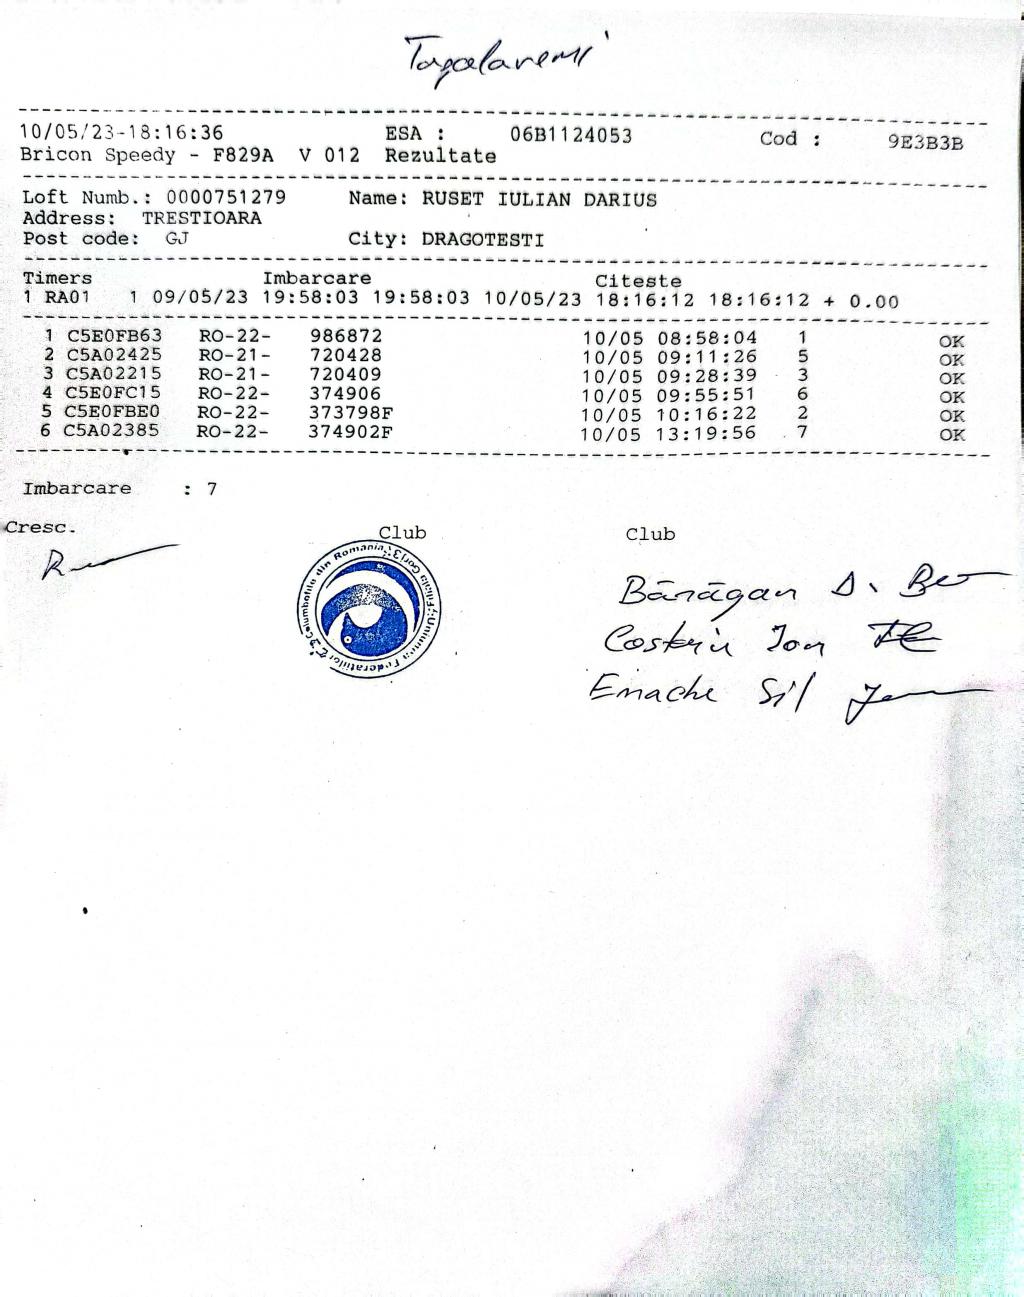 10/05/23-18:16:36 ESA : 06B1124053 Cod : 9E3B3B
Bricon Speedy - F829A V 012 Rezultate
Loft Numb.: 0000751279 Name: RUSET IULIAN DARIUS
Address: TRESTIOARA
Post code: GJ City: DRAGOTESTI
Timers Imbarcare Citeste
1 RA01 1 09/05/23 19:58:03 19:58:03 10/05/23 18:16:12 18:16:12 + 0.00
1 C5E0FB63 RO-22- 986872 10/05 08:58:04 1 OK
2 C5A02425 RO-21- 720428 10/05 09:11:26 5 OK
3 C5A02215 RO-21- 720409 10/05 09:28:39 3 OK
4 C5E0FC15 RO-22- 374906 10/05 09:55:51 6 OK
5 C5E0FBE0 RO-22- 373798F 10/05 10:16:22 2 OK
6 C5A02385 RO-22- 374902F 10/05 13:19:56 7 OK
Imbarcare : 7
Cresc. Club Club
Uniunea Federatiilor Columbofile din Romania
Bărăgan D.
Ion
Enache Sil